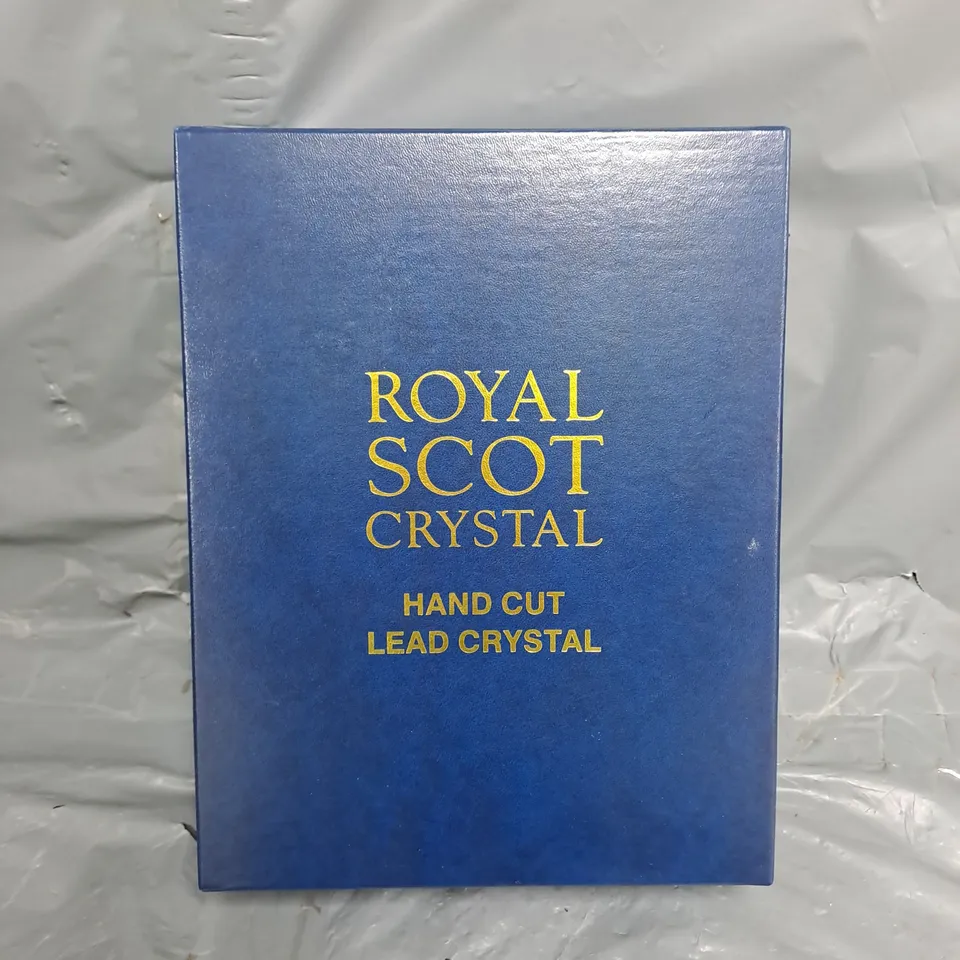 ROYAL
SCOT
CRYSTAL
HAND CUT
LEAD CRYSTAL